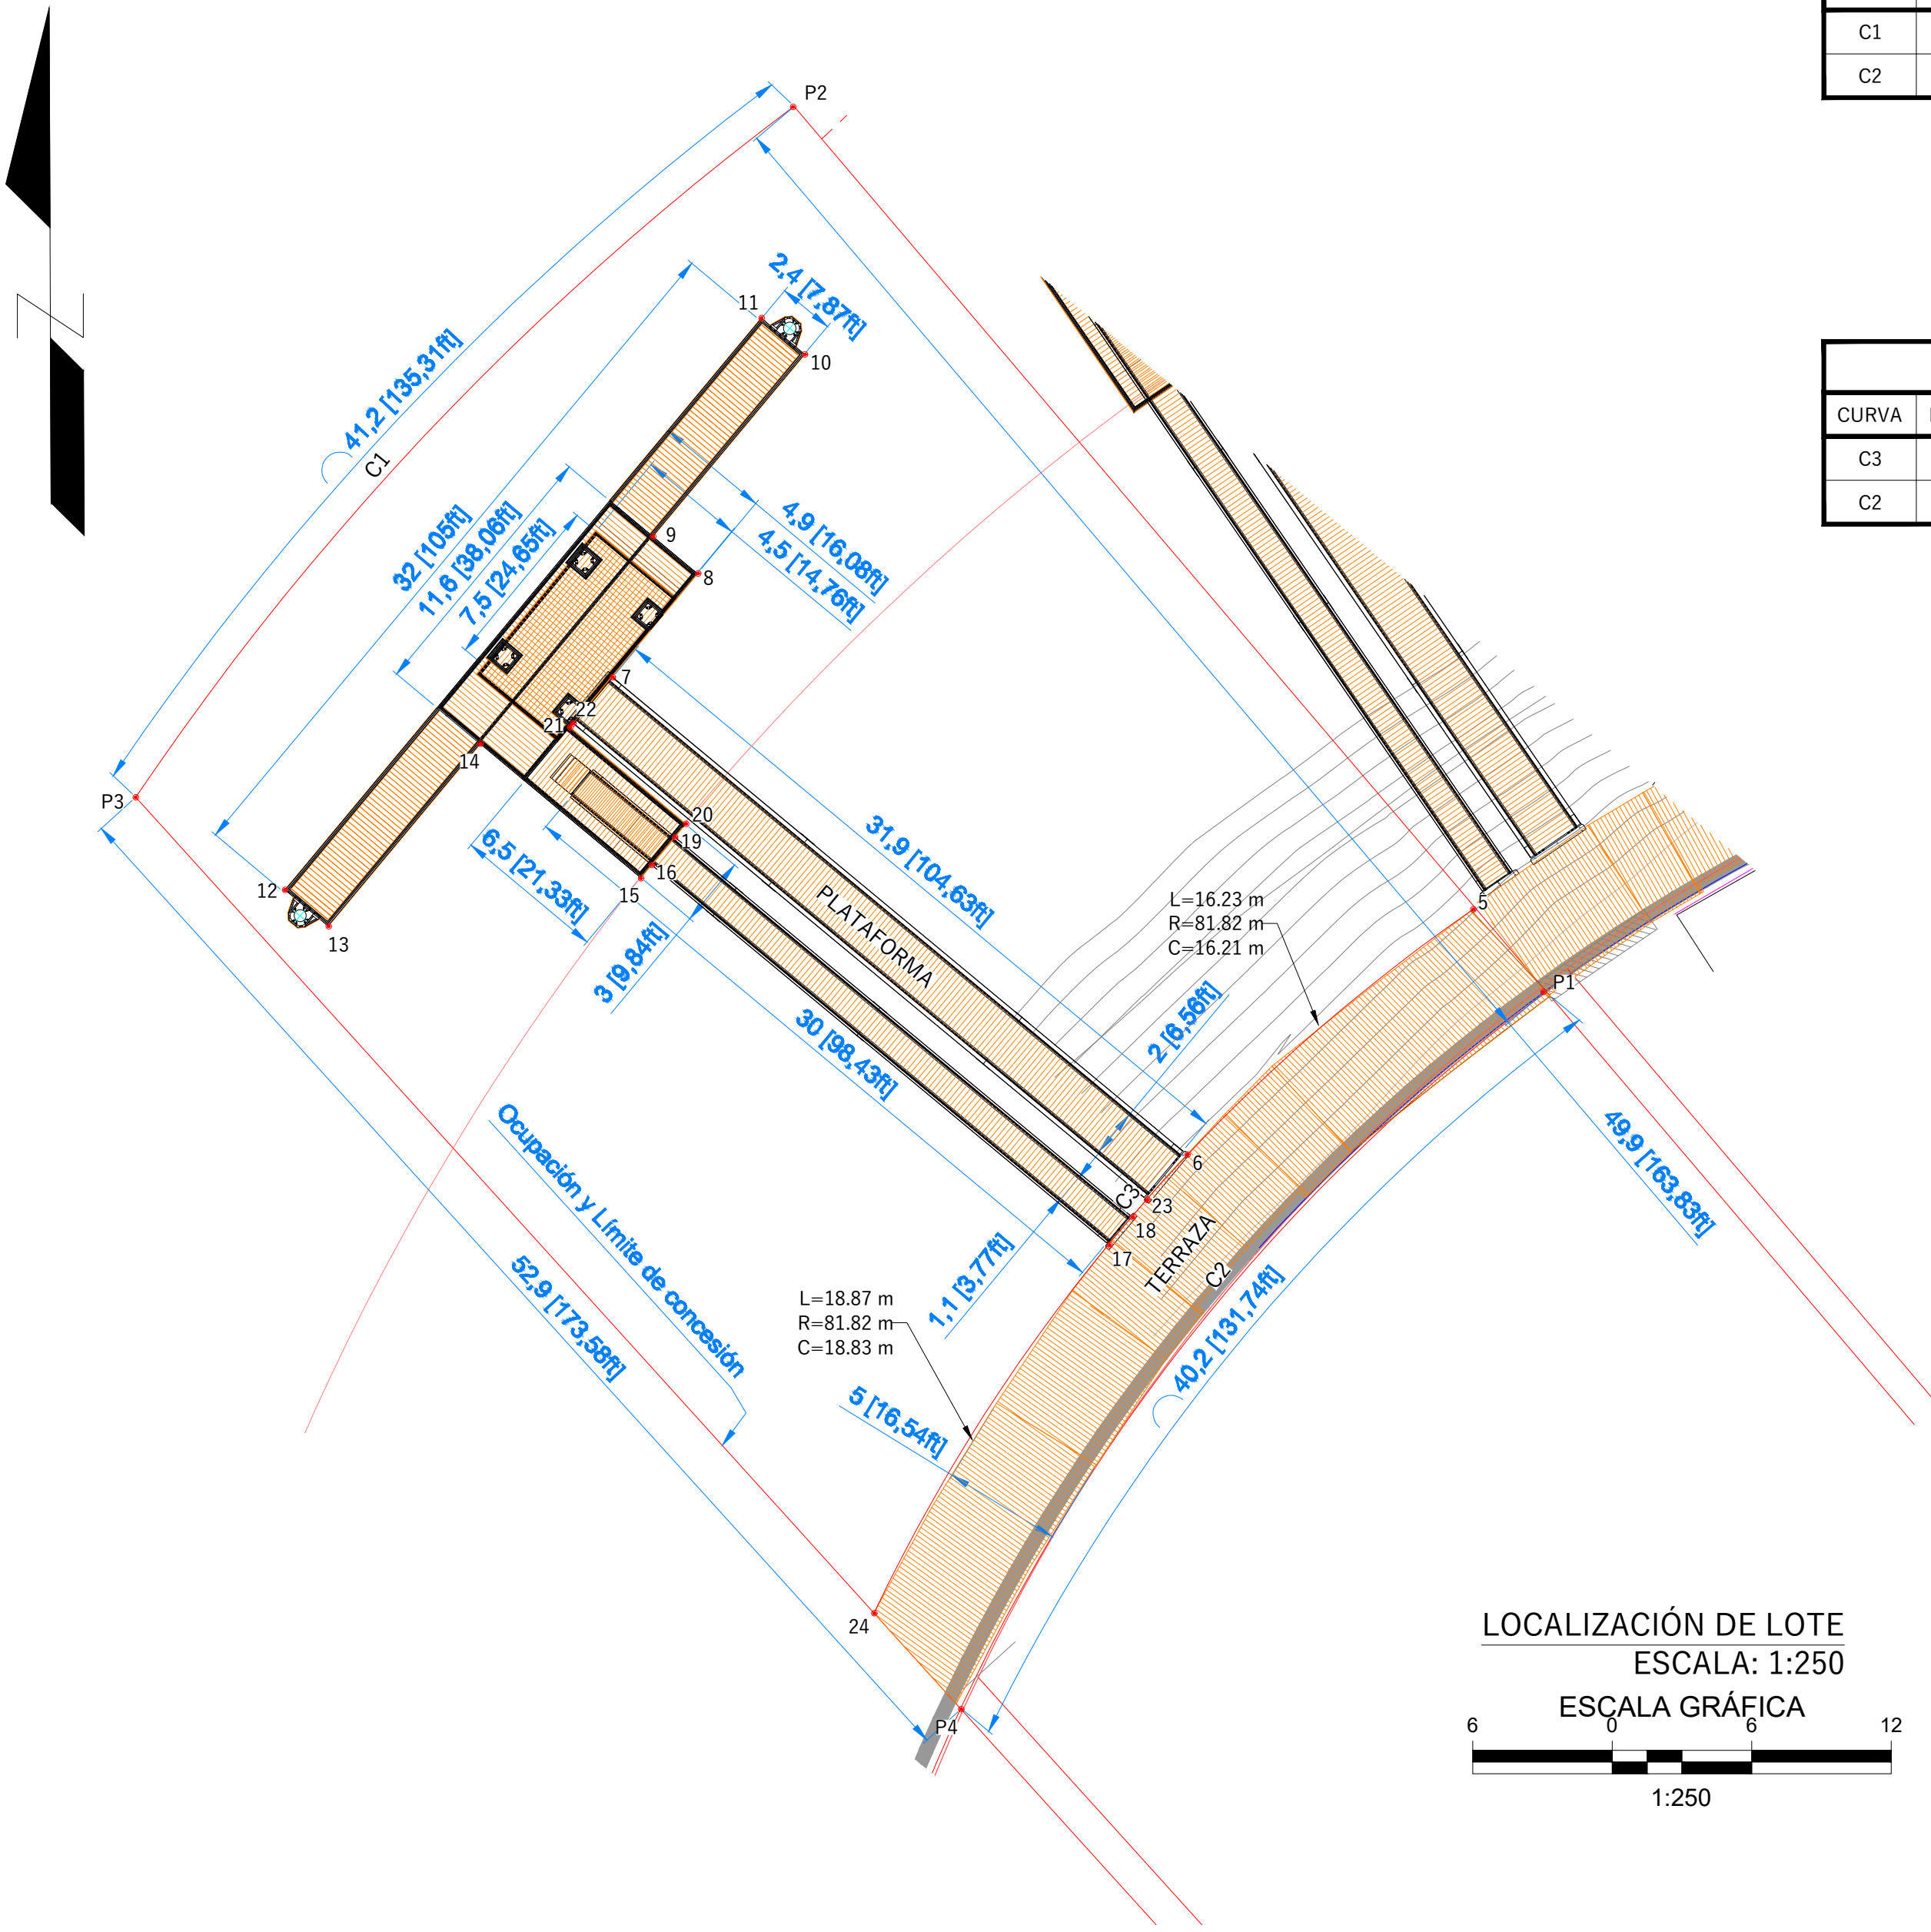 C1
C2
P2
11
2,4 [7,87ft]
10
41,2 [135,31ft]
C1
CURVA
C3
C2
32 [105ft]
11,6 [38,06ft]
7,5 [24,65ft]
4,9 [16,08ft]
4,5 [14,76ft]
9
8
7
22
21
14
P3
20
19
16
15
6,5 [21,33ft]
31,9 [104,63ft]
12
13
3 [9,84ft]
PLATAFORMA
L=16.23 m
R=81.82 m
C=16.21 m
5
P1
30 [98,43ft]
2 [6,56ft]
Ocupación y Límite de concesión
6
C3
23
18
17
TERRAZA
C2
49,9 [163,83ft]
52,9 [173,58ft]
1,1 [3,77ft]
L=18.87 m
R=81.82 m
C=18.83 m
40,2 [131,74ft]
5 [16,54ft]
24
P4
LOCALIZACIÓN DE LOTE
ESCALA: 1:250
ESCALA GRÁFICA
6 0 6 12
1:250